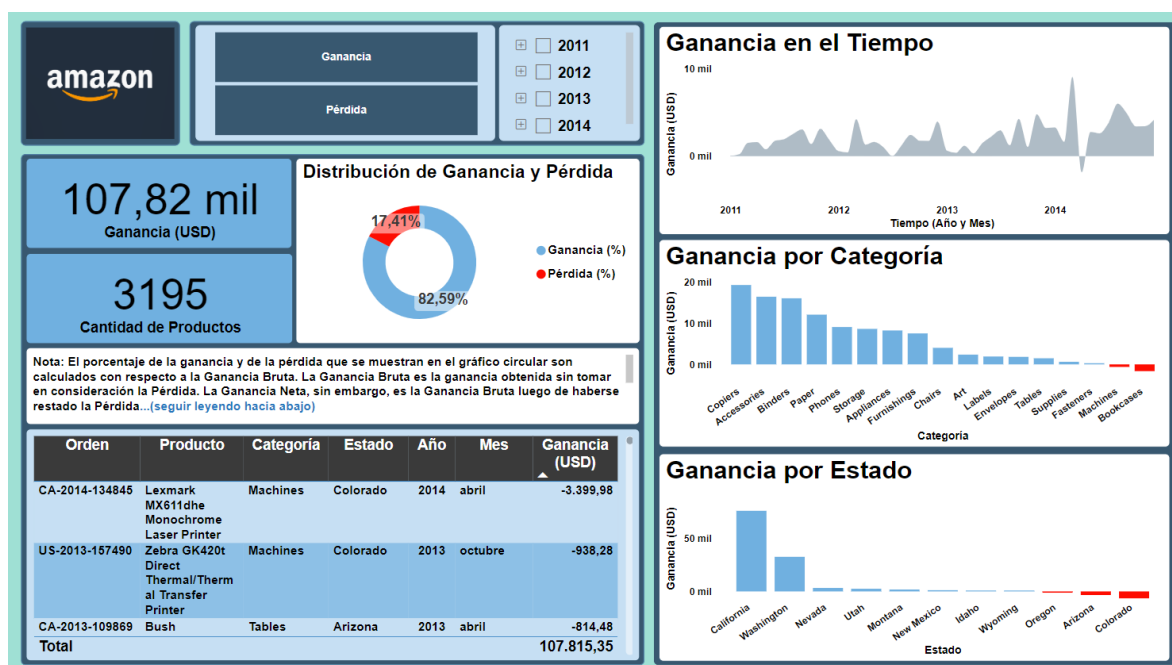 amazon
Ganancia
Pérdida
2011
2012
2013
2014
107,82 mil
Ganancia (USD)
3195
Cantidad de Productos
Distribución de Ganancia y Pérdida
17,41%
82,59%
Ganancia (%)
Pérdida (%)
Nota: El porcentaje de la ganancia y de la pérdida que se muestran en el gráfico circular son
calculados con respecto a la Ganancia Bruta. La Ganancia Bruta es la ganancia obtenida sin tomar
en consideración la Pérdida. La Ganancia Neta, sin embargo, es la Ganancia Bruta luego de haberse
restado la Pérdida...(seguir leyendo hacia abajo)
Orden Producto Categoría Estado Año Mes Ganancia
(USD)
CA-2014-134845 Lexmark Machines Colorado 2014 abril -3.399,98
MX611dhe
Monochrome
Laser Printer
US-2013-157490 Zebra GK420t Machines Colorado 2013 octubre -938,28
Direct
Thermal/Therm
al Transfer
Printer
CA-2013-109869 Bush Tables Arizona 2013 abril -814,48
Total 107.815,35
Ganancia en el Tiempo
Ganancia (USD)
10 mil
0 mil
2011 2012 2013 2014
Tiempo (Año y Mes)
Ganancia por Categoría
Ganancia (USD)
20 mil
10 mil
0 mil
Copiers Accessories Binders Paper Phones Storage Appliances Furnishings Chairs Art Labels Envelopes Tables Supplies Fasteners Machines Bookcases
Categoría
Ganancia por Estado
Ganancia (USD)
50 mil
0 mil
California Washington Nevada Utah Montana New Mexico Idaho Wyoming Oregon Arizona Colorado
Estado